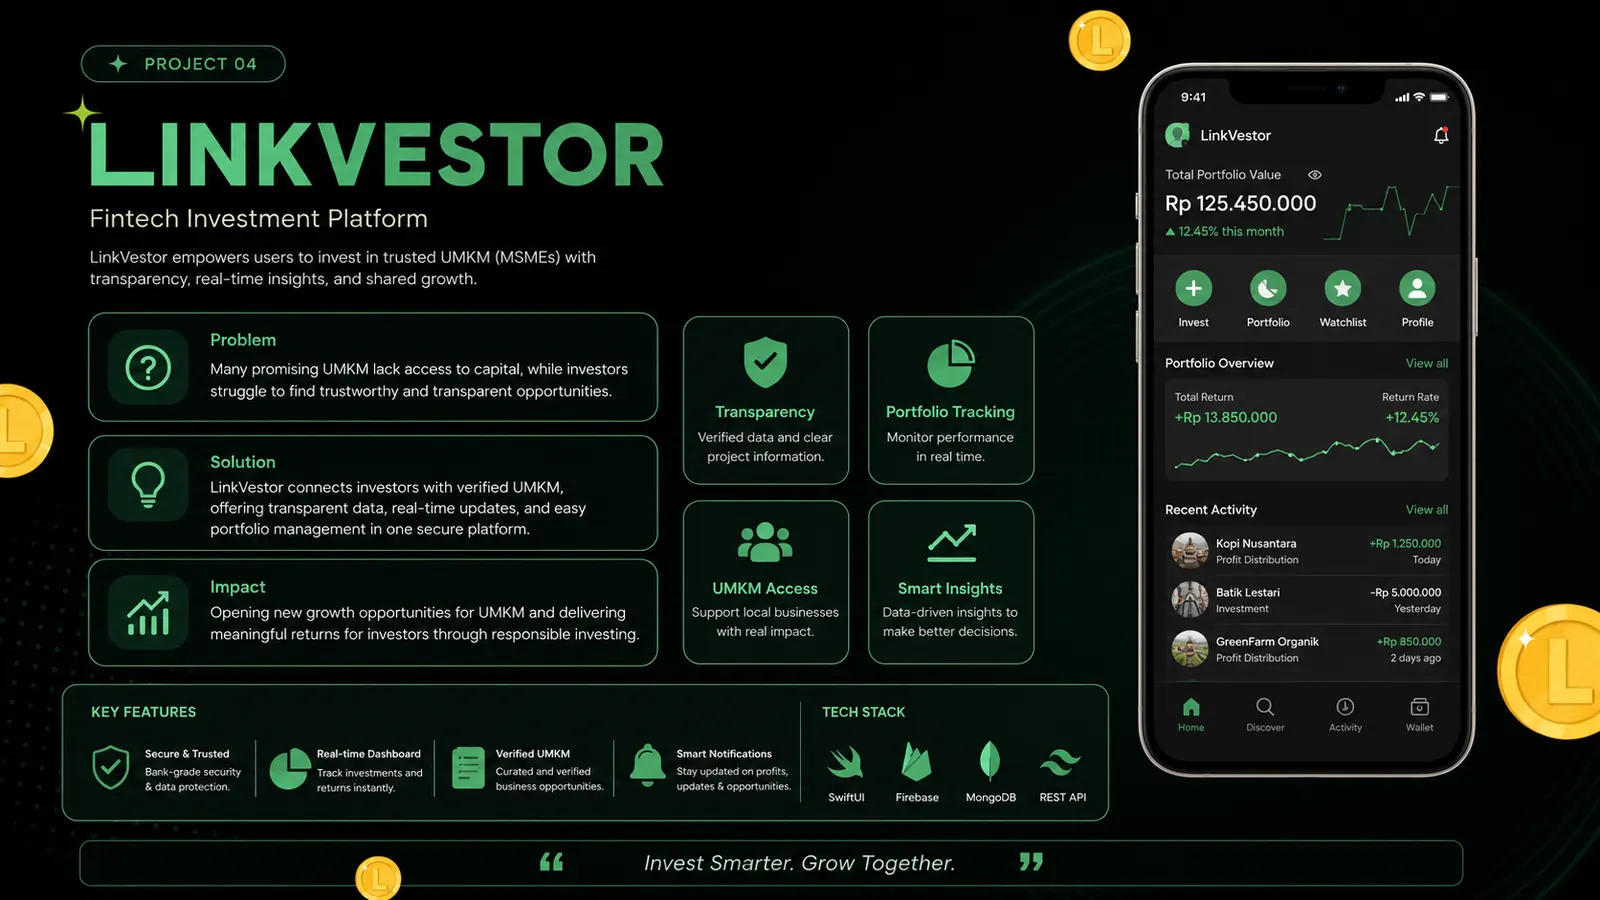 PROJECT 04
LINKVESTOR
Fintech Investment Platform
LinkVestor empowers users to invest in trusted UMKM (MSMEs) with
transparency, real-time insights, and shared growth.
Problem
Many promising UMKM lack access to capital, while investors
struggle to find trustworthy and transparent opportunities.
Solution
LinkVestor connects investors with verified UMKM,
offering transparent data, real-time updates, and easy
portfolio management in one secure platform.
Impact
Opening new growth opportunities for UMKM and delivering
meaningful returns for investors through responsible investing.
Transparency
Verified data and clear
project information.
Portfolio Tracking
Monitor performance
in real time.
UMKM Access
Support local businesses
with real impact.
Smart Insights
Data-driven insights to
make better decisions.
KEY FEATURES
Secure & Trusted
Bank-grade security
& data protection.
Real-time Dashboard
Track investments and
returns instantly.
Verified UMKM
Curated and verified
business opportunities.
Smart Notifications
Stay updated on profits,
updates & opportunities.
TECH STACK
SwiftUI
Firebase
MongoDB
REST API
“ Invest Smarter. Grow Together. ”
9:41
LinkVestor
Total Portfolio Value
Rp 125.450.000
▲ 12.45% this month
Invest
Portfolio
Watchlist
Profile
Portfolio Overview View all
Total Return Return Rate
+Rp 13.850.000 +12.45%
Recent Activity View all
Kopi Nusantara +Rp 1.250.000
Profit Distribution Today
Batik Lestari -Rp 5.000.000
Investment Yesterday
GreenFarm Organik +Rp 850.000
Profit Distribution 2 days ago
Home
Discover
Activity
Wallet
L
L
L
L